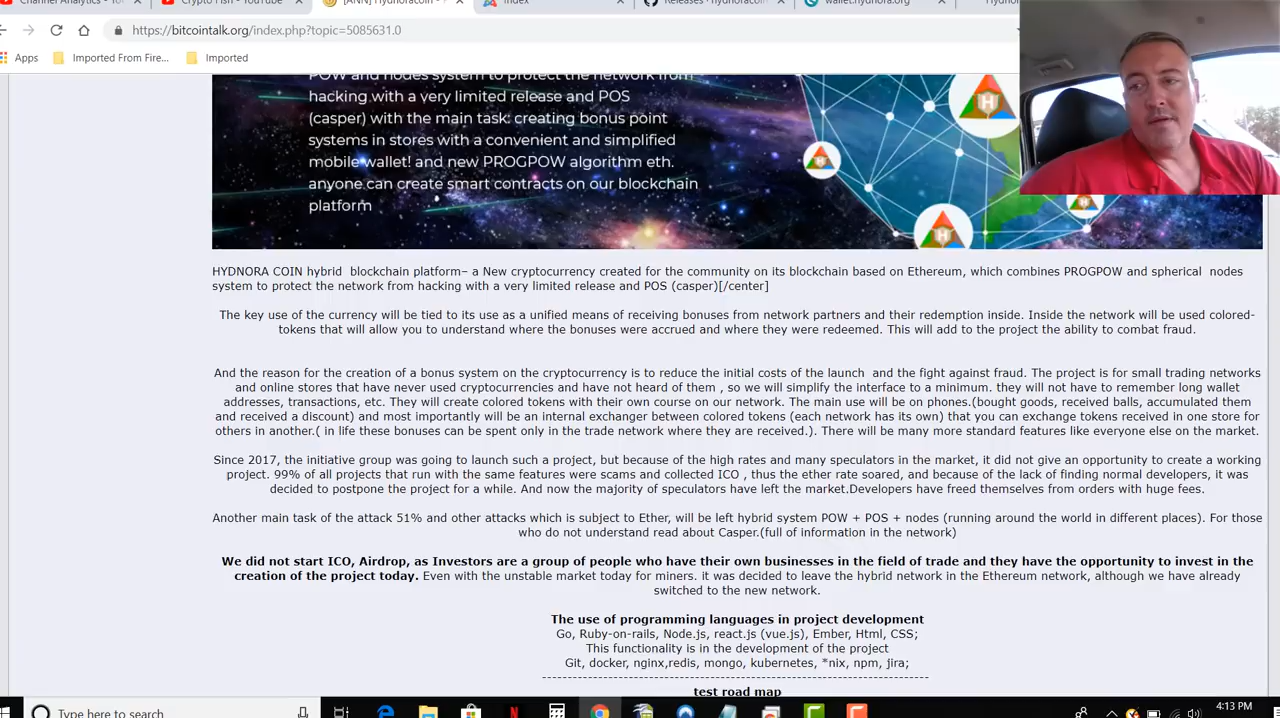 Channel Analytics - YouTu
Crypto Fish - YouTube
[ANN] Hydnoracoin -
Index
Releases · hydnoracoin
wallet.hydnora.org
Hydnor
https://bitcointalk.org/index.php?topic=5085631.0
Apps
Imported From Fire...
Imported
POW and nodes system to protect the network from
hacking with a very limited release and POS
(casper) with the main task: creating bonus point
systems in stores with a convenient and simplified
mobile wallet! and new PROGPOW algorithm eth.
anyone can create smart contracts on our blockchain
platform
HYDNORA COIN hybrid blockchain platform– a New cryptocurrency created for the community on its blockchain based on Ethereum, which combines PROGPOW and spherical nodes
system to protect the network from hacking with a very limited release and POS (casper)[/center]
The key use of the currency will be tied to its use as a unified means of receiving bonuses from network partners and their redemption inside. Inside the network will be used colored-
tokens that will allow you to understand where the bonuses were accrued and where they were redeemed. This will add to the project the ability to combat fraud.
And the reason for the creation of a bonus system on the cryptocurrency is to reduce the initial costs of the launch and the fight against fraud. The project is for small trading networks
and online stores that have never used cryptocurrencies and have not heard of them , so we will simplify the interface to a minimum. they will not have to remember long wallet
addresses, transactions, etc. They will create colored tokens with their own course on our network. The main use will be on phones.(bought goods, received balls, accumulated them
and received a discount) and most importantly will be an internal exchanger between colored tokens (each network has its own) that you can exchange tokens received in one store for
others in another.( in life these bonuses can be spent only in the trade network where they are received.). There will be many more standard features like everyone else on the market.
Since 2017, the initiative group was going to launch such a project, but because of the high rates and many speculators in the market, it did not give an opportunity to create a working
project. 99% of all projects that run with the same features were scams and collected ICO , thus the ether rate soared, and because of the lack of finding normal developers, it was
decided to postpone the project for a while. And now the majority of speculators have left the market.Developers have freed themselves from orders with huge fees.
Another main task of the attack 51% and other attacks which is subject to Ether, will be left hybrid system POW + POS + nodes (running around the world in different places). For those
who do not understand read about Casper.(full of information in the network)
We did not start ICO, Airdrop, as Investors are a group of people who have their own businesses in the field of trade and they have the opportunity to invest in the
creation of the project today. Even with the unstable market today for miners. it was decided to leave the hybrid network in the Ethereum network, although we have already
switched to the new network.
The use of programming languages in project development
Go, Ruby-on-rails, Node.js, react.js (vue.js), Ember, Html, CSS;
This functionality is in the development of the project
Git, docker, nginx,redis, mongo, kubernetes, *nix, npm, jira;
test road map
Type here to search
4:13 PM